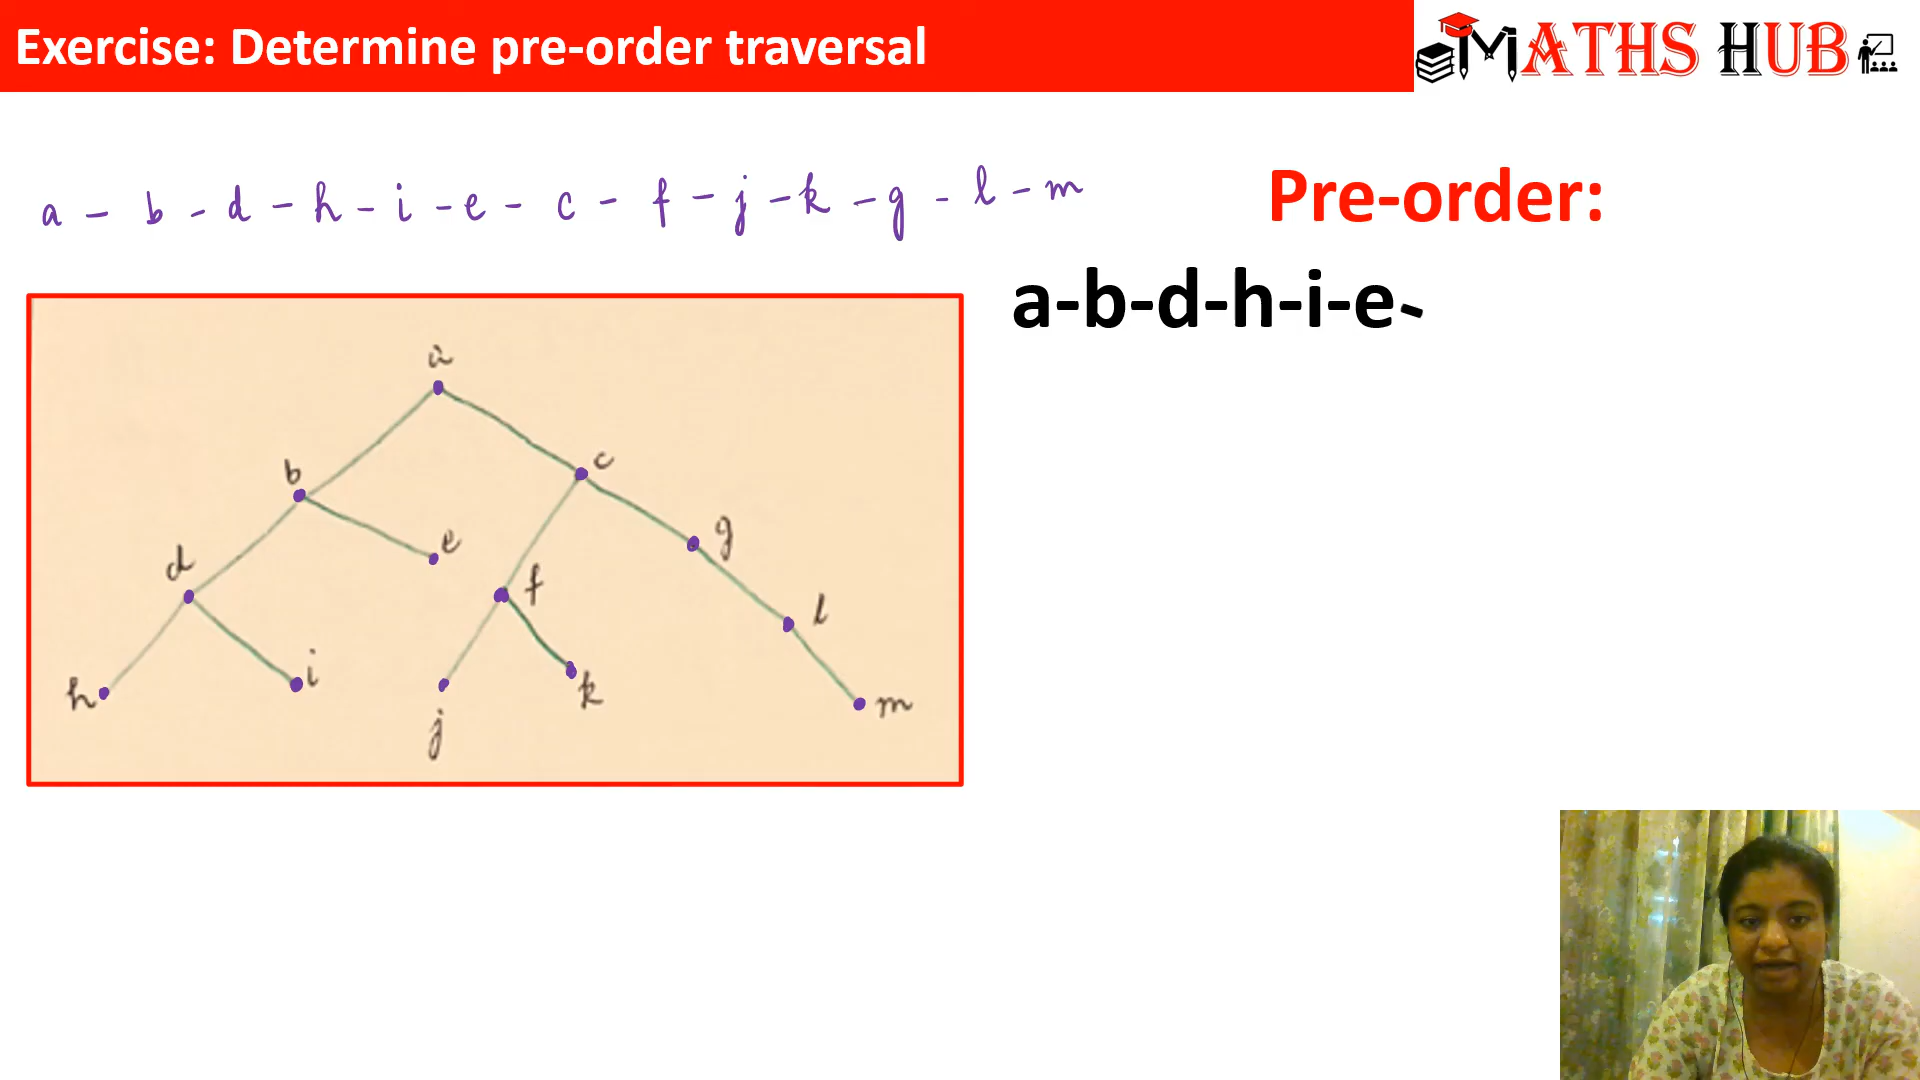 Exercise: Determine pre-order traversal
MATHS HUB
a - b - d - h - i - e - c - f - j - k - g - l - m
Pre-order:
a-b-d-h-i-e-
a
b
c
d
e
f
g
h
i
j
k
l
m